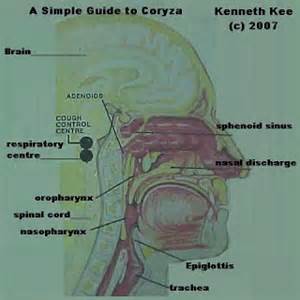 A Simple Guide to Coryza
Kenneth Kee
(c) 2007
Brain
ADENOIDS
COUGH
CONTROL
CENTRE
respiratory
centre
sphenoid sinus
nasal discharge
oropharynx
spinal cord
nasopharynx
Epiglottis
trachea